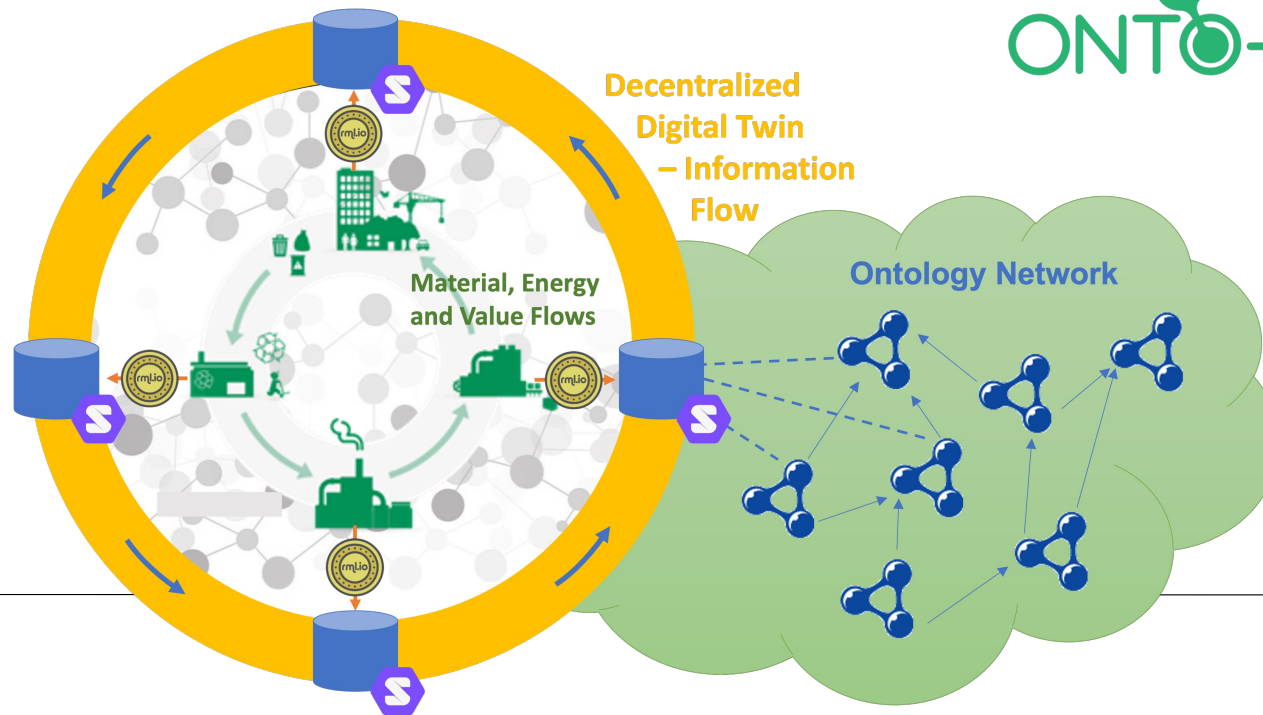 ONTO-
Decentralized
Digital Twin
– Information
Flow
rml.io
Ontology Network
Material, Energy
and Value Flows
rml.io
rml.io
rml.io